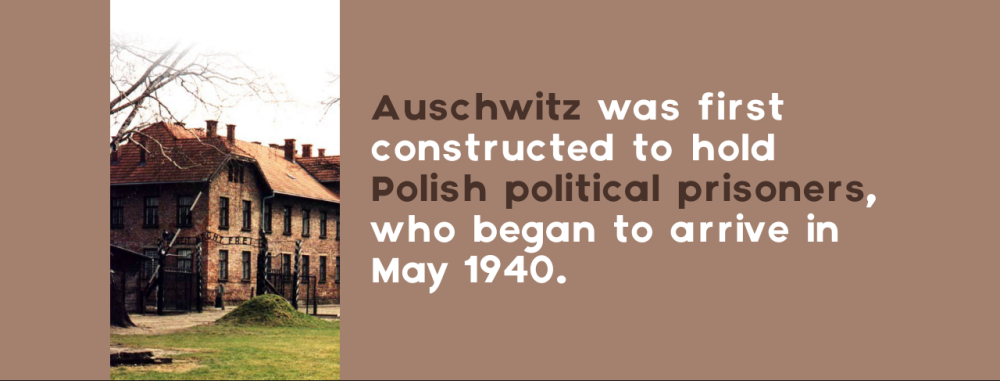 Auschwitz was first
constructed to hold
Polish political prisoners,
who began to arrive in
May 1940.